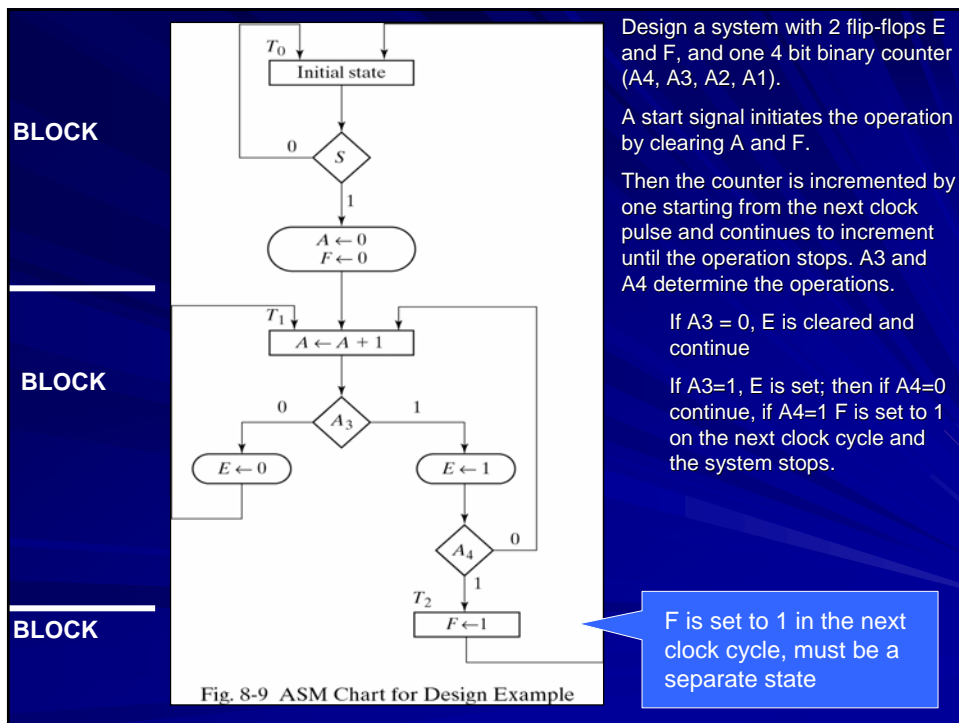 BLOCK
BLOCK
BLOCK
T0
Initial state
0
S
1
A ← 0
F ← 0
T1
A ← A + 1
0
1
A3
E ← 0
E ← 1
A4
0
1
T2
F ← 1
Fig. 8-9 ASM Chart for Design Example
Design a system with 2 flip-flops E
and F, and one 4 bit binary counter
(A4, A3, A2, A1).
A start signal initiates the operation
by clearing A and F.
Then the counter is incremented by
one starting from the next clock
pulse and continues to increment
until the operation stops. A3 and
A4 determine the operations.
If A3 = 0, E is cleared and
continue
If A3=1, E is set; then if A4=0
continue, if A4=1 F is set to 1
on the next clock cycle and
the system stops.
F is set to 1 in the next
clock cycle, must be a
separate state